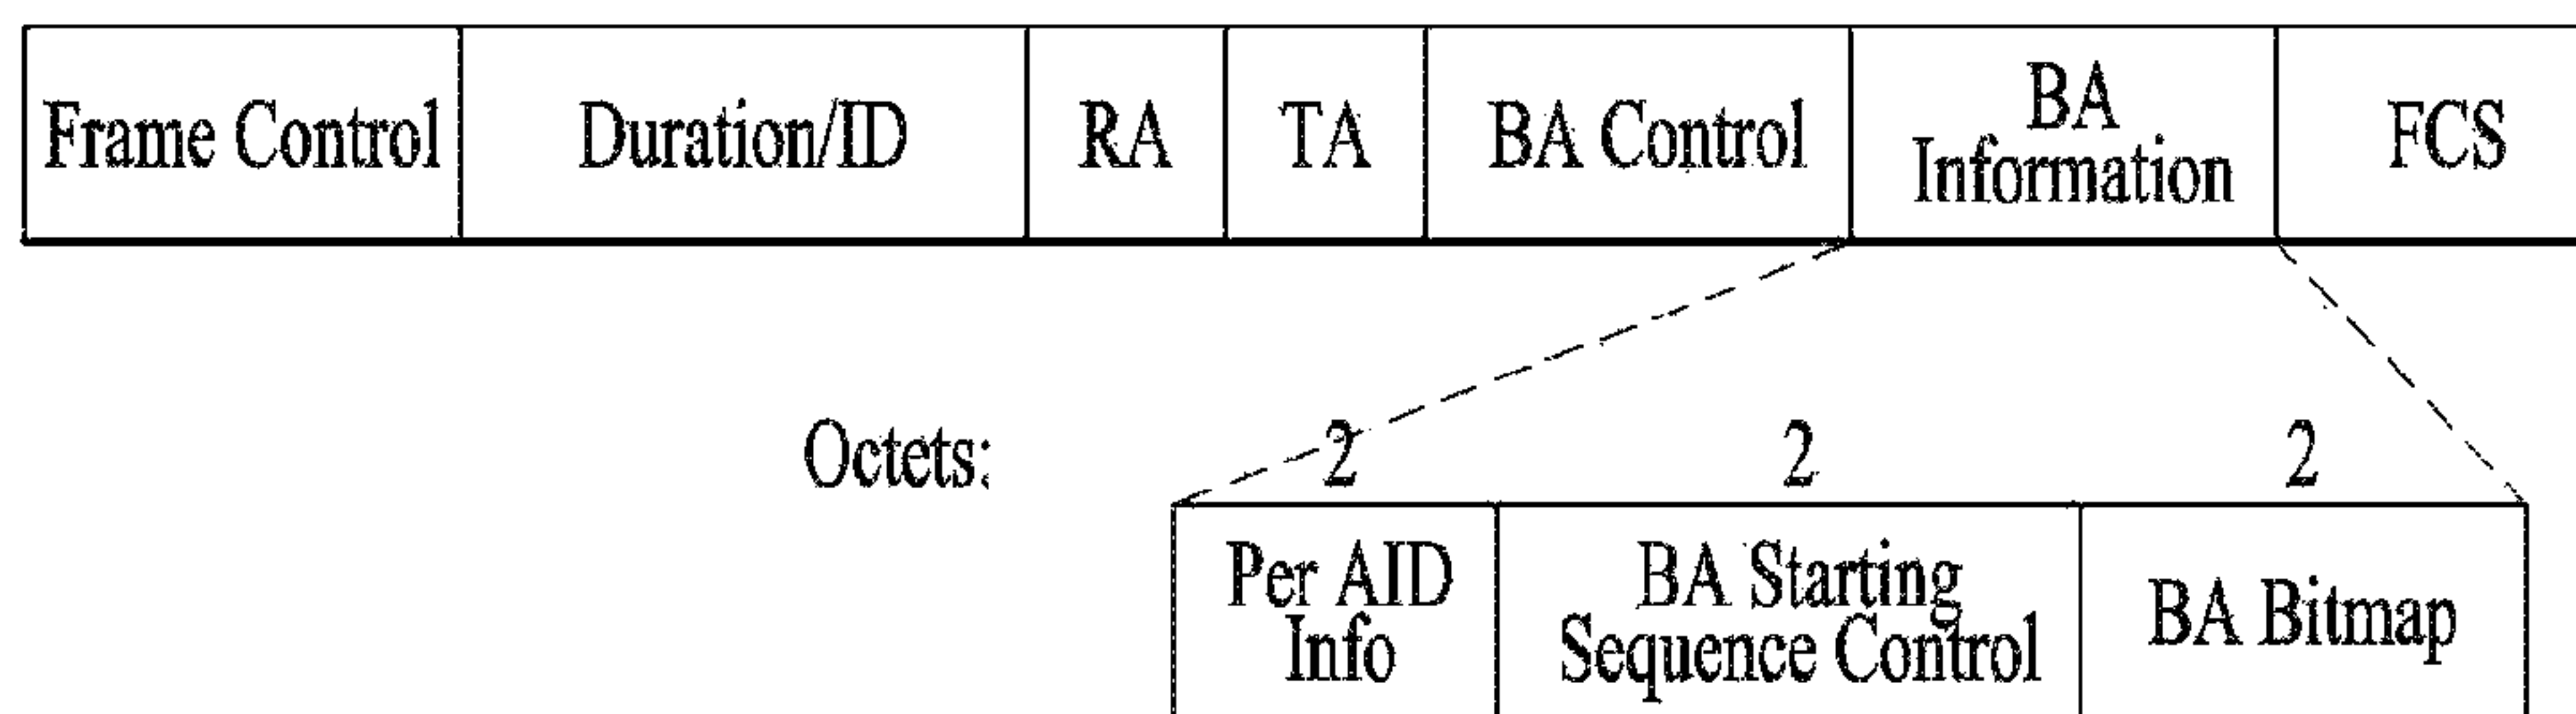 Frame Control Duration/ID RA TA BA Control BA Information FCS
Octets: 2 2 2
Per AID Info BA Starting Sequence Control BA Bitmap